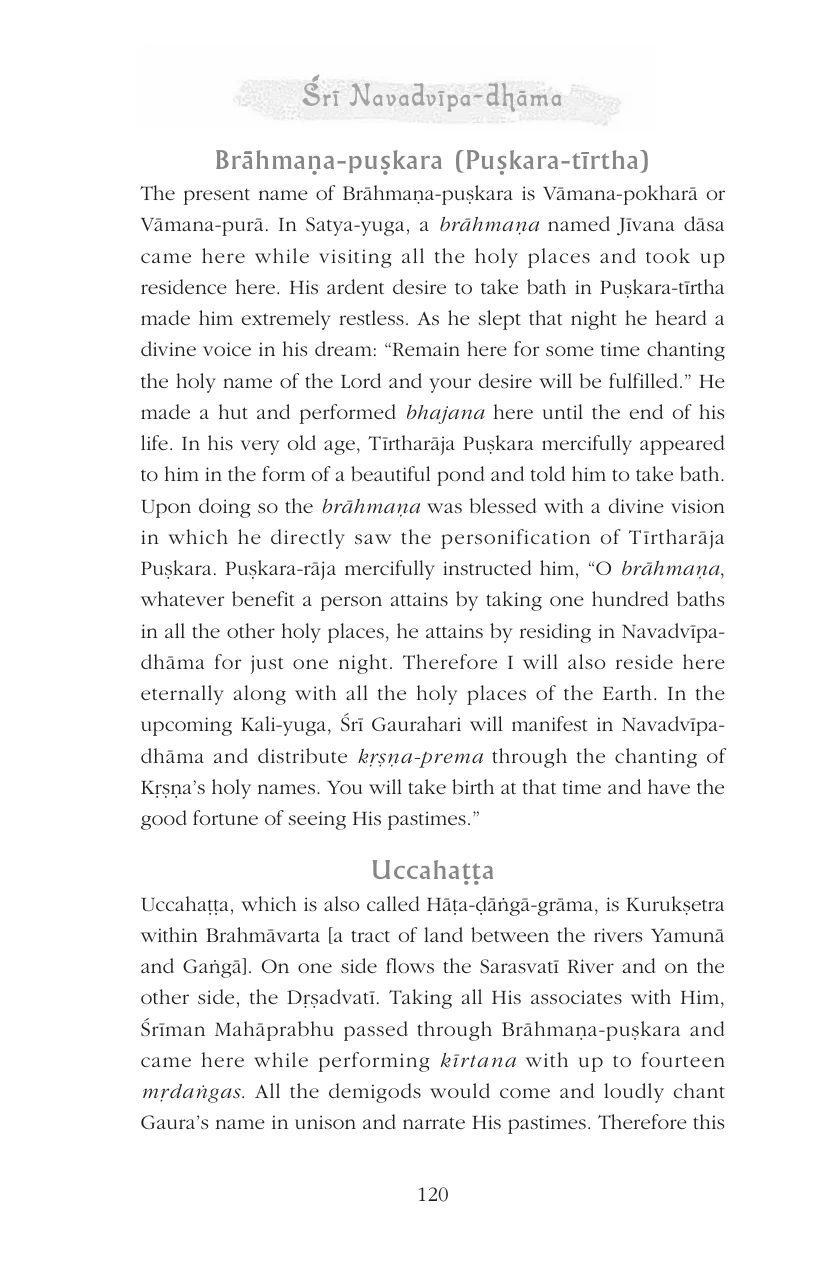 Śrī Navadvīpa-dhāma
Brāhmaṇa-puṣkara (Puṣkara-tīrtha)
The present name of Brāhmaṇa-puṣkara is Vāmana-pokharā or
Vāmana-purā. In Satya-yuga, a brāhmaṇa named Jīvana dāsa
came here while visiting all the holy places and took up
residence here. His ardent desire to take bath in Puṣkara-tīrtha
made him extremely restless. As he slept that night he heard a
divine voice in his dream: “Remain here for some time chanting
the holy name of the Lord and your desire will be fulfilled.” He
made a hut and performed bhajana here until the end of his
life. In his very old age, Tīrtharāja Puṣkara mercifully appeared
to him in the form of a beautiful pond and told him to take bath.
Upon doing so the brāhmaṇa was blessed with a divine vision
in which he directly saw the personification of Tīrtharāja
Puṣkara. Puṣkara-rāja mercifully instructed him, “O brāhmaṇa,
whatever benefit a person attains by taking one hundred baths
in all the other holy places, he attains by residing in Navadvīpa-
dhāma for just one night. Therefore I will also reside here
eternally along with all the holy places of the Earth. In the
upcoming Kali-yuga, Śrī Gaurahari will manifest in Navadvīpa-
dhāma and distribute kṛṣṇa-prema through the chanting of
Kṛṣṇa’s holy names. You will take birth at that time and have the
good fortune of seeing His pastimes.”
Uccahaṭṭa
Uccahaṭṭa, which is also called Hāṭa-ḍāṅgā-grāma, is Kurukṣetra
within Brahmāvarta [a tract of land between the rivers Yamunā
and Gaṅgā]. On one side flows the Sarasvatī River and on the
other side, the Dṛṣadvatī. Taking all His associates with Him,
Śrīman Mahāprabhu passed through Brāhmaṇa-puṣkara and
came here while performing kīrtana with up to fourteen
mṛdaṅgas. All the demigods would come and loudly chant
Gaura’s name in unison and narrate His pastimes. Therefore this
120